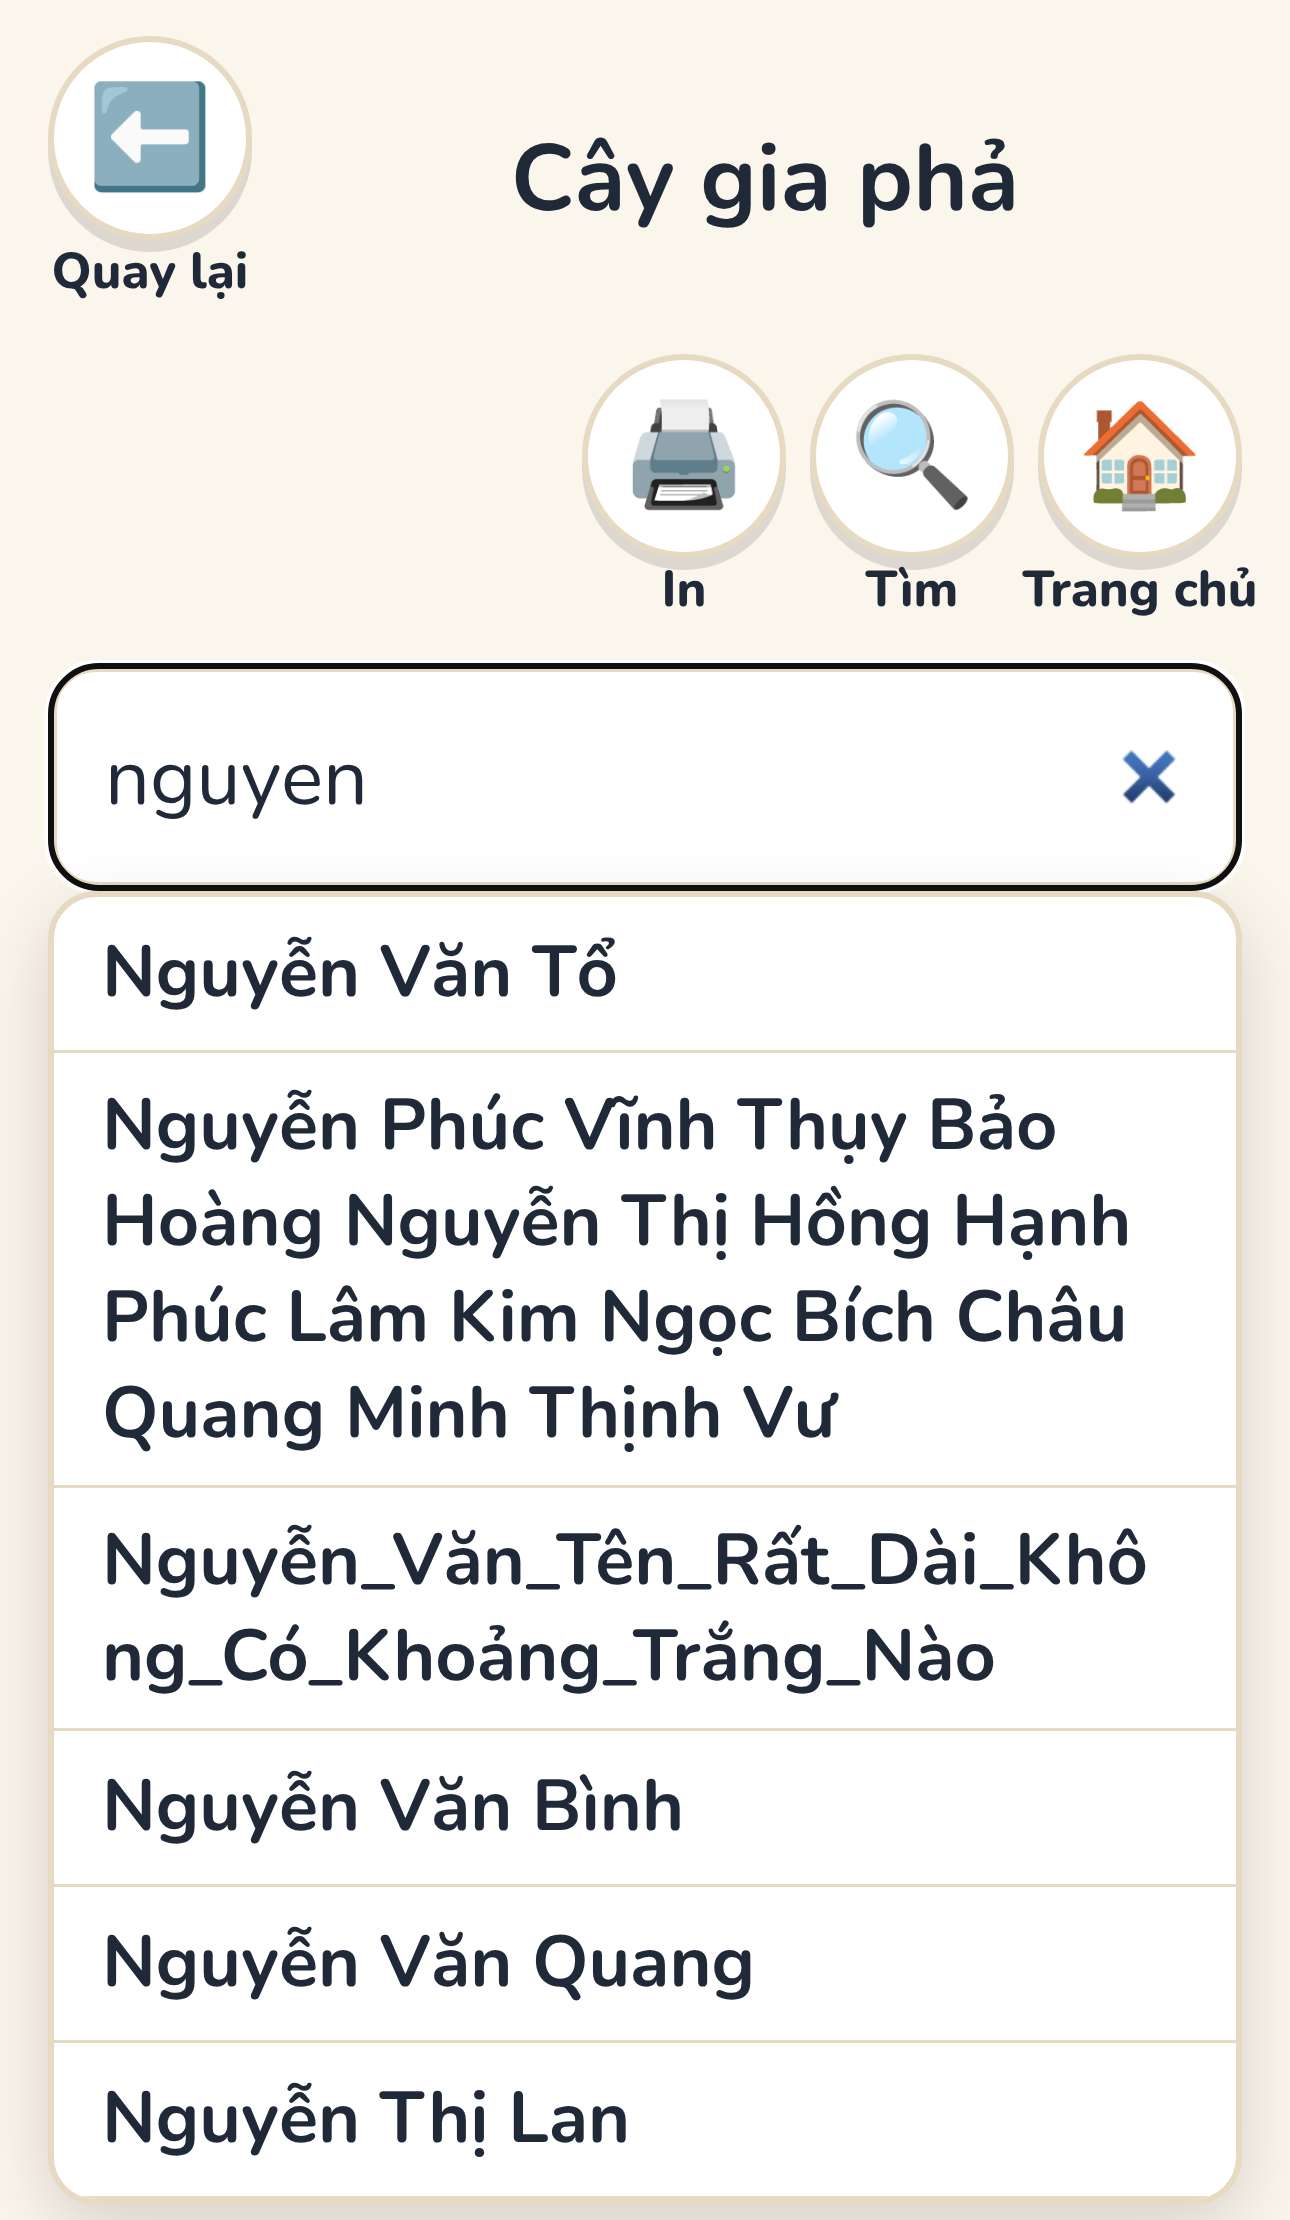 Cây gia phả
Quay lại
In
Tìm
Trang chủ
nguyen
Nguyễn Văn Tổ
Nguyễn Phúc Vĩnh Thụy Bảo
Hoàng Nguyễn Thị Hồng Hạnh
Phúc Lâm Kim Ngọc Bích Châu
Quang Minh Thịnh Vư
Nguyễn_Văn_Tên_Rất_Dài_Khô
ng_Có_Khoảng_Trắng_Nào
Nguyễn Văn Bình
Nguyễn Văn Quang
Nguyễn Thị Lan